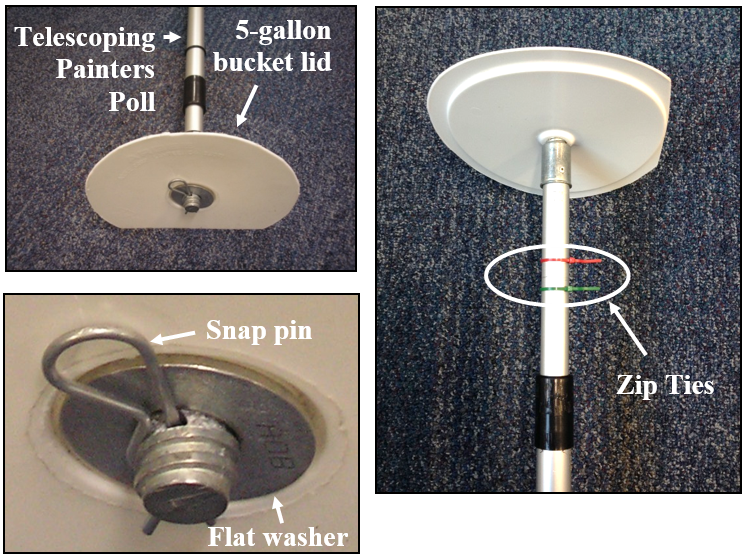 Telescoping
Painters
Poll
5-gallon
bucket lid
Snap pin
Flat washer
Zip Ties